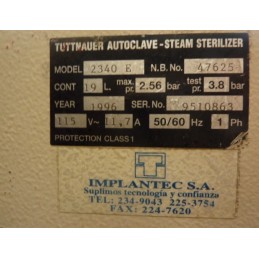 TUTTNAUER AUTOCLAVE-STEAM STERILIZER
MODEL 2340 E N.B. No. 47625
CONT 19 L. max. pr. 2.56 bar test pr. 3.8 bar
YEAR 1996 SER. No. 9510863
115 V~ 11,7 A 50/60 Hz 1 Ph
PROTECTION CLASS 1
IMPLANTEC S.A.
Suplimos tecnología y confianza
TEL: 234-9043 225-3754
FAX: 224-7620